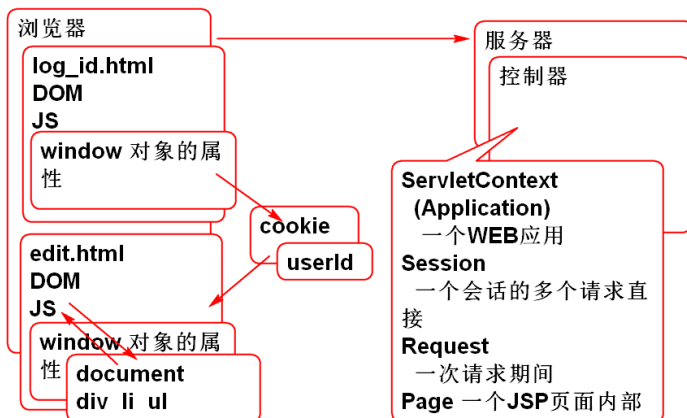 浏览器
log_id.html
DOM
JS
window 对象的属
性
edit.html
DOM
JS
window 对象的属
性
document
div li ul
cookie
userId
服务器
控制器
ServletContext
(Application)
一个WEB应用
Session
一个会话的多个请求直
接
Request
一次请求期间
Page 一个JSP页面内部